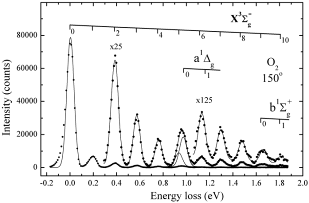 X³Σg⁻
0 2 4 6 8 10
x25
a¹Δg
0 1
O₂
150°
x125
b¹Σg⁺
0 1
80000
60000
40000
20000
0
Intensity (counts)
-0.2 0.0 0.2 0.4 0.6 0.8 1.0 1.2 1.4 1.6 1.8 2.0
Energy loss (eV)